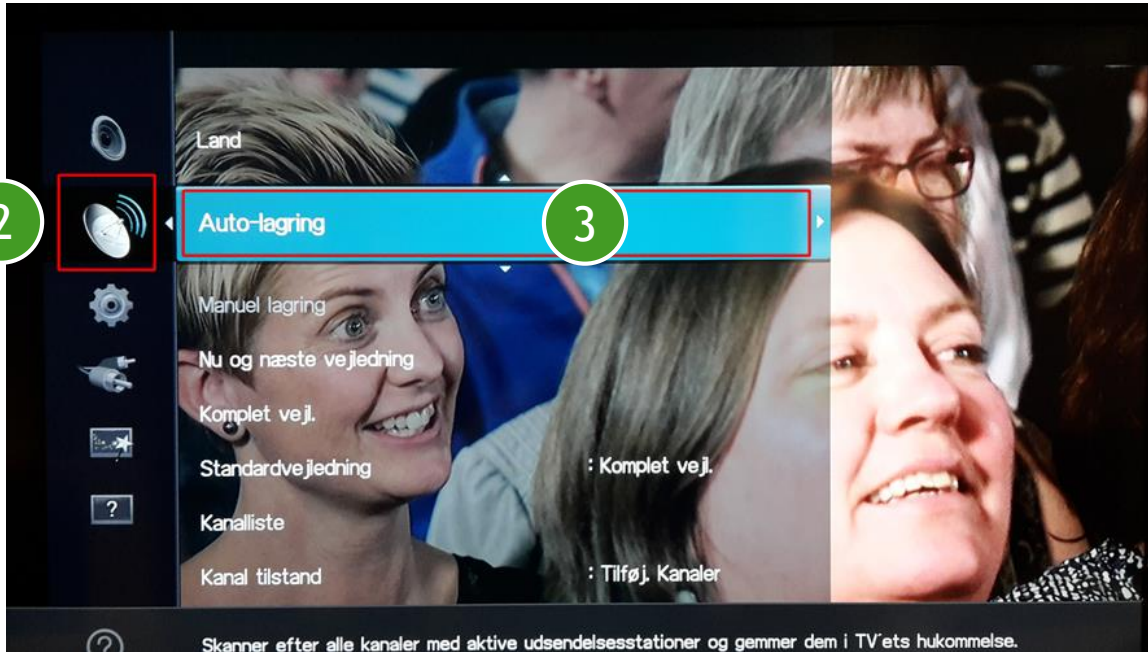 Land
2
Auto-lagring
3
Manuel lagring
Nu og næste vejledning
Komplet vejl.
Standardvejledning : Komplet vejl.
?
Kanalliste
Kanal tilstand : Tilføj. Kanaler
? Skanner efter alle kanaler med aktive udsendelsesstationer og gemmer dem i TV´ets hukommelse.